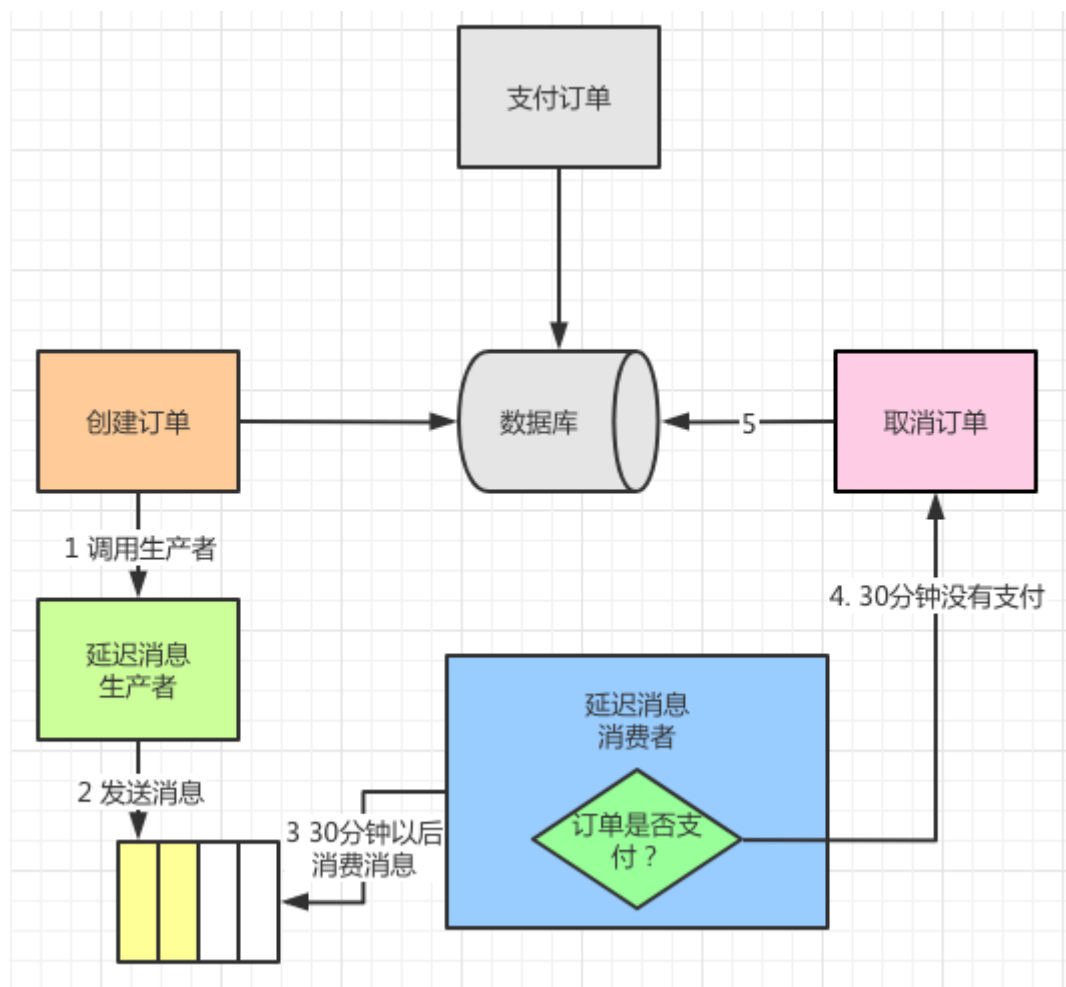 支付订单
创建订单
数据库
5
取消订单
1 调用生产者
4. 30分钟没有支付
延迟消息
生产者
延迟消息
消费者
2 发送消息
3 30分钟以后
消费消息
订单是否支
付？